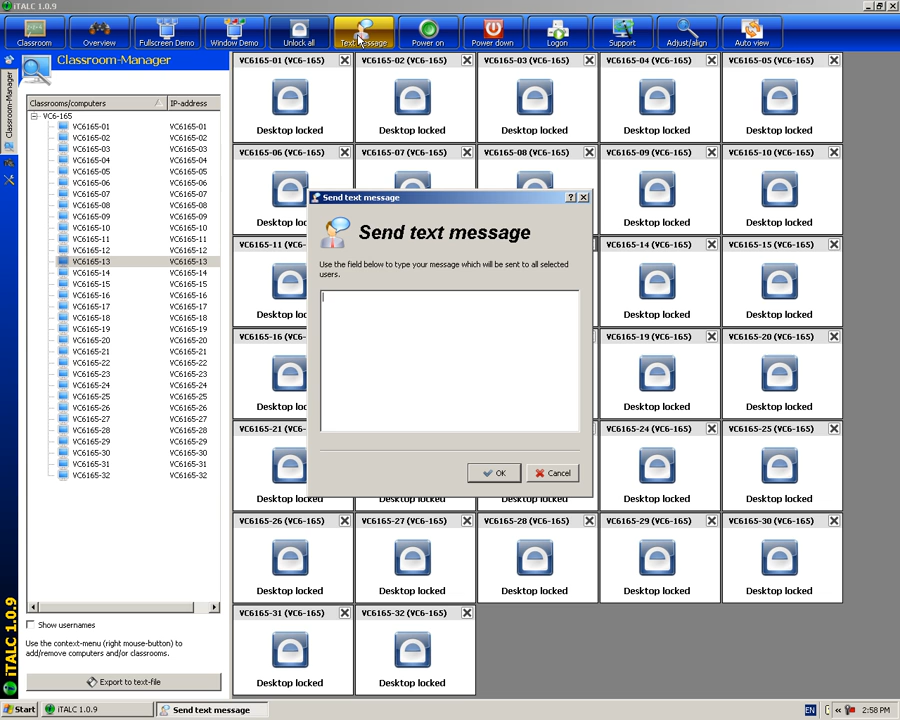 iTALC 1.0.9
Classroom
Overview
Fullscreen Demo
Window Demo
Unlock all
Text message
Power on
Power down
Logon
Support
Adjust/align
Auto view
Classroom-Manager
Classroom-Manager
Classrooms/computers IP-address
VC6-165
VC6165-01 VC6165-01
VC6165-02 VC6165-02
VC6165-03 VC6165-03
VC6165-04 VC6165-04
VC6165-05 VC6165-05
VC6165-06 VC6165-06
VC6165-07 VC6165-07
VC6165-08 VC6165-08
VC6165-09 VC6165-09
VC6165-10 VC6165-10
VC6165-11 VC6165-11
VC6165-12 VC6165-12
VC6165-13 VC6165-13
VC6165-14 VC6165-14
VC6165-15 VC6165-15
VC6165-16 VC6165-16
VC6165-17 VC6165-17
VC6165-18 VC6165-18
VC6165-19 VC6165-19
VC6165-20 VC6165-20
VC6165-21 VC6165-21
VC6165-22 VC6165-22
VC6165-23 VC6165-23
VC6165-24 VC6165-24
VC6165-25 VC6165-25
VC6165-26 VC6165-26
VC6165-27 VC6165-27
VC6165-28 VC6165-28
VC6165-29 VC6165-29
VC6165-30 VC6165-30
VC6165-31 VC6165-31
VC6165-32 VC6165-32
Show usernames
Use the context-menu (right mouse-button) to
add/remove computers and/or classrooms.
Export to text-file
iTALC 1.0.9
VC6165-01 (VC6-165) VC6165-02 (VC6-165) VC6165-03 (VC6-165) VC6165-04 (VC6-165) VC6165-05 (VC6-165)
Desktop locked Desktop locked Desktop locked Desktop locked Desktop locked
VC6165-06 (VC6-165) VC6165-07 (VC6-165) VC6165-08 (VC6-165) VC6165-09 (VC6-165) VC6165-10 (VC6-165)
Desktop loc Desktop locked Desktop locked
VC6165-11 (VC6- VC6165-14 (VC6-165) VC6165-15 (VC6-165)
Desktop loc Desktop locked Desktop locked
VC6165-16 (VC6- VC6165-19 (VC6-165) VC6165-20 (VC6-165)
Desktop loc Desktop locked Desktop locked
VC6165-21 (VC6- VC6165-24 (VC6-165) VC6165-25 (VC6-165)
Desktop locked Desktop locked Desktop locked Desktop locked Desktop locked
VC6165-26 (VC6-165) VC6165-27 (VC6-165) VC6165-28 (VC6-165) VC6165-29 (VC6-165) VC6165-30 (VC6-165)
Desktop locked Desktop locked Desktop locked Desktop locked Desktop locked
VC6165-31 (VC6-165) VC6165-32 (VC6-165)
Desktop locked Desktop locked
Send text message
Send text message
Use the field below to type your message which will be sent to all selected
users.
OK Cancel
Start iTALC 1.0.9 Send text message EN 2:58 PM